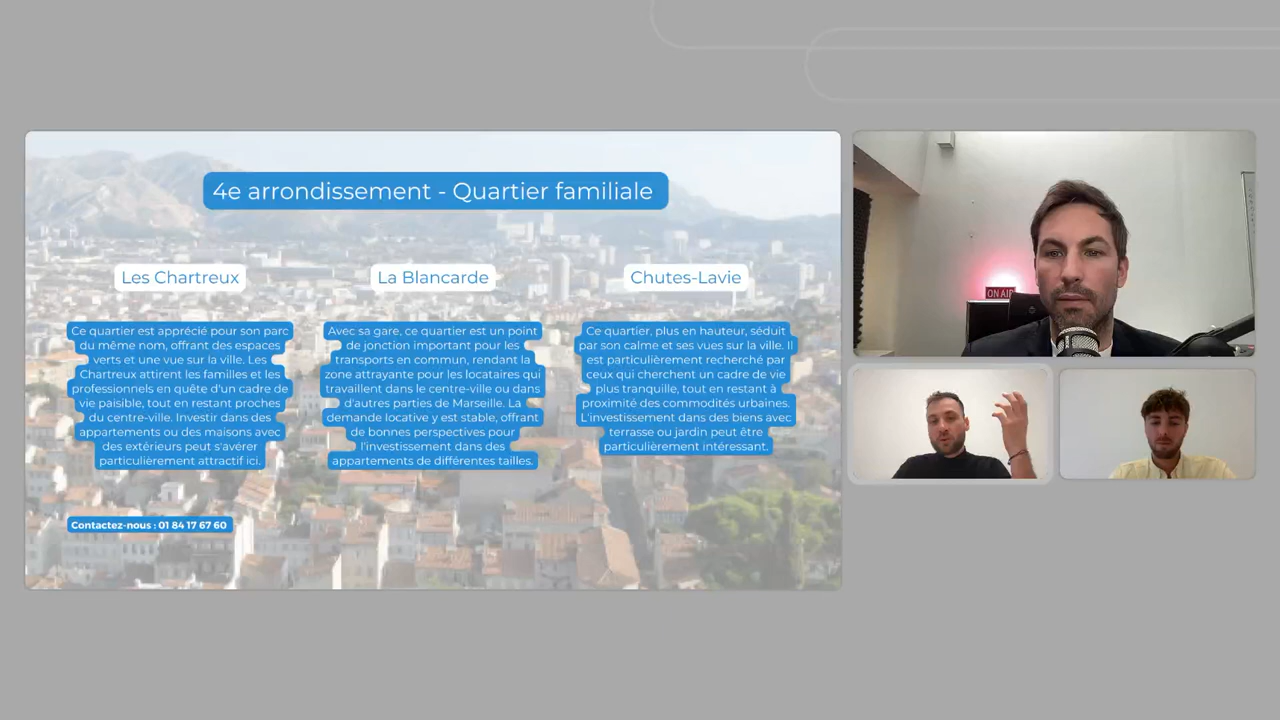 4e arrondissement - Quartier familiale
Les Chartreux
Ce quartier est apprécié pour son parc
du même nom, offrant des espaces
verts et une vue sur la ville. Les
Chartreux attirent les familles et les
professionnels en quête d'un cadre de
vie paisible, tout en restant proches
du centre-ville. Investir dans des
appartements ou des maisons avec
des extérieurs peut s'avérer
particulièrement attractif ici.
La Blancarde
Avec sa gare, ce quartier est un point
de jonction important pour les
transports en commun, rendant la
zone attrayante pour les locataires qui
travaillent dans le centre-ville ou dans
d'autres parties de Marseille. La
demande locative y est stable, offrant
de bonnes perspectives pour
l'investissement dans des
appartements de différentes tailles.
Chutes-Lavie
Ce quartier, plus en hauteur, séduit
par son calme et ses vues sur la ville. Il
est particulièrement recherché par
ceux qui cherchent un cadre de vie
plus tranquille, tout en restant à
proximité des commodités urbaines.
L'investissement dans des biens avec
terrasse ou jardin peut être
particulièrement intéressant.
Contactez-nous : 01 84 17 67 60
ON AIR